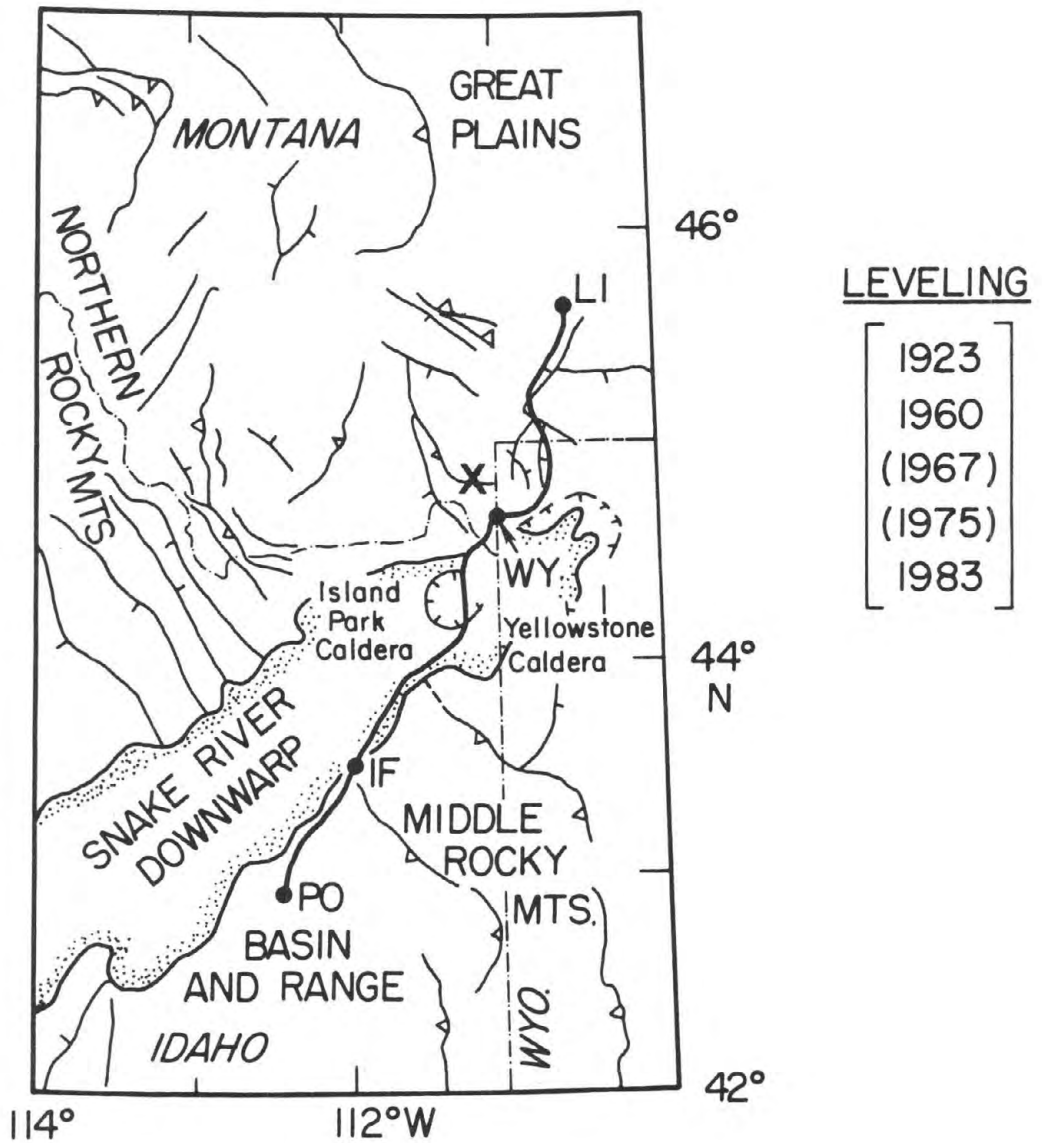 GREAT
PLAINS
MONTANA
46°
NORTHERN
ROCKY MTS
LI
LEVELING
1923
1960
(1967)
(1975)
1983
X
WY
Island
Park
Caldera
Yellowstone
Caldera
44°
N
SNAKE RIVER
DOWNWARP
IF
MIDDLE
ROCKY
MTS.
PO
BASIN
AND RANGE
WYO.
IDAHO
42°
114°
112°W